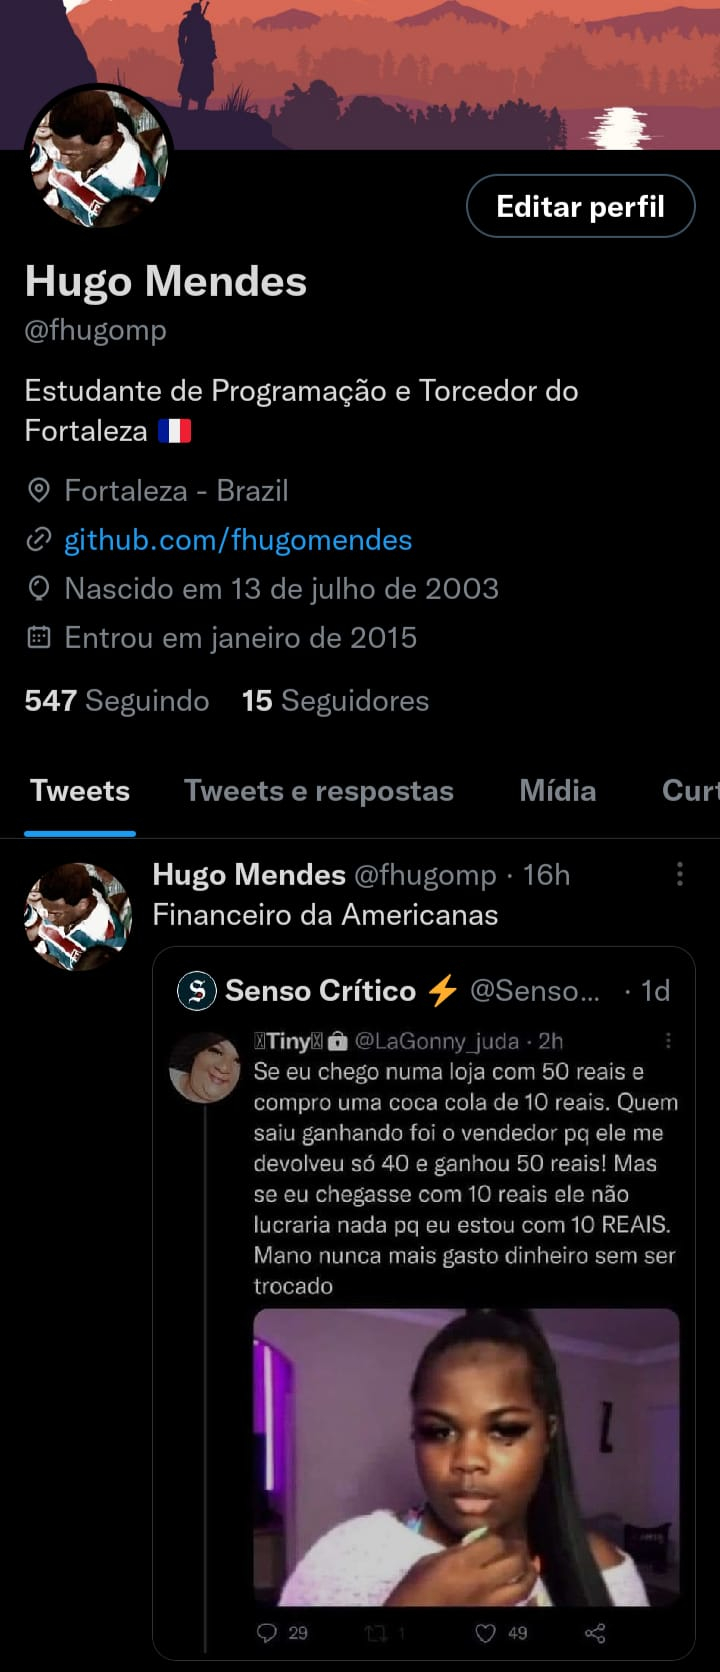 Editar perfil
Hugo Mendes
@fhugomp
Estudante de Programação e Torcedor do
Fortaleza 🇫🇷
Fortaleza - Brazil
github.com/fhugomendes
Nascido em 13 de julho de 2003
Entrou em janeiro de 2015
547 Seguindo 15 Seguidores
Tweets Tweets e respostas Mídia Curt
Hugo Mendes @fhugomp · 16h
Financeiro da Americanas
Senso Crítico ⚡ @Senso... · 1d
Tiny 🔒 @LaGonny_juda · 2h
Se eu chego numa loja com 50 reais e
compro uma coca cola de 10 reais. Quem
saiu ganhando foi o vendedor pq ele me
devolveu só 40 e ganhou 50 reais! Mas
se eu chegasse com 10 reais ele não
lucraria nada pq eu estou com 10 REAIS.
Mano nunca mais gasto dinheiro sem ser
trocado
29 1 49